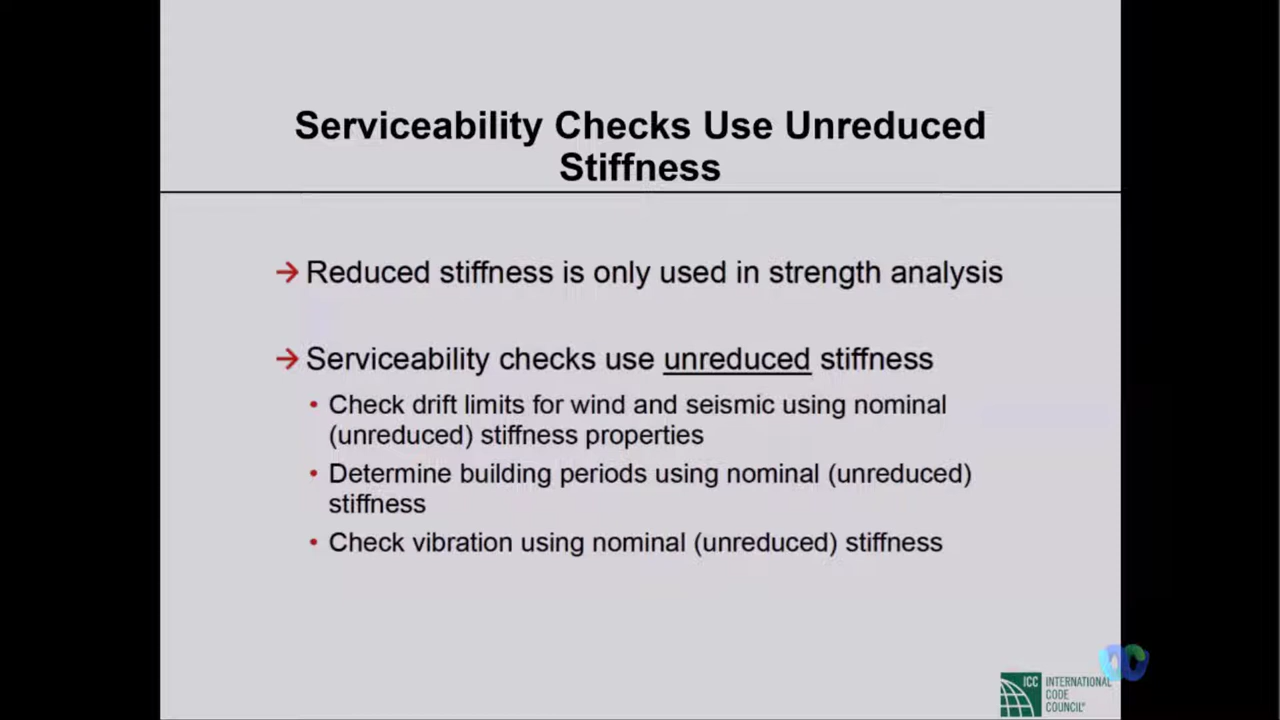 Serviceability Checks Use Unreduced
Stiffness
→ Reduced stiffness is only used in strength analysis
→ Serviceability checks use unreduced stiffness
• Check drift limits for wind and seismic using nominal
(unreduced) stiffness properties
• Determine building periods using nominal (unreduced)
stiffness
• Check vibration using nominal (unreduced) stiffness
ICC
INTERNATIONAL
CODE
COUNCIL®